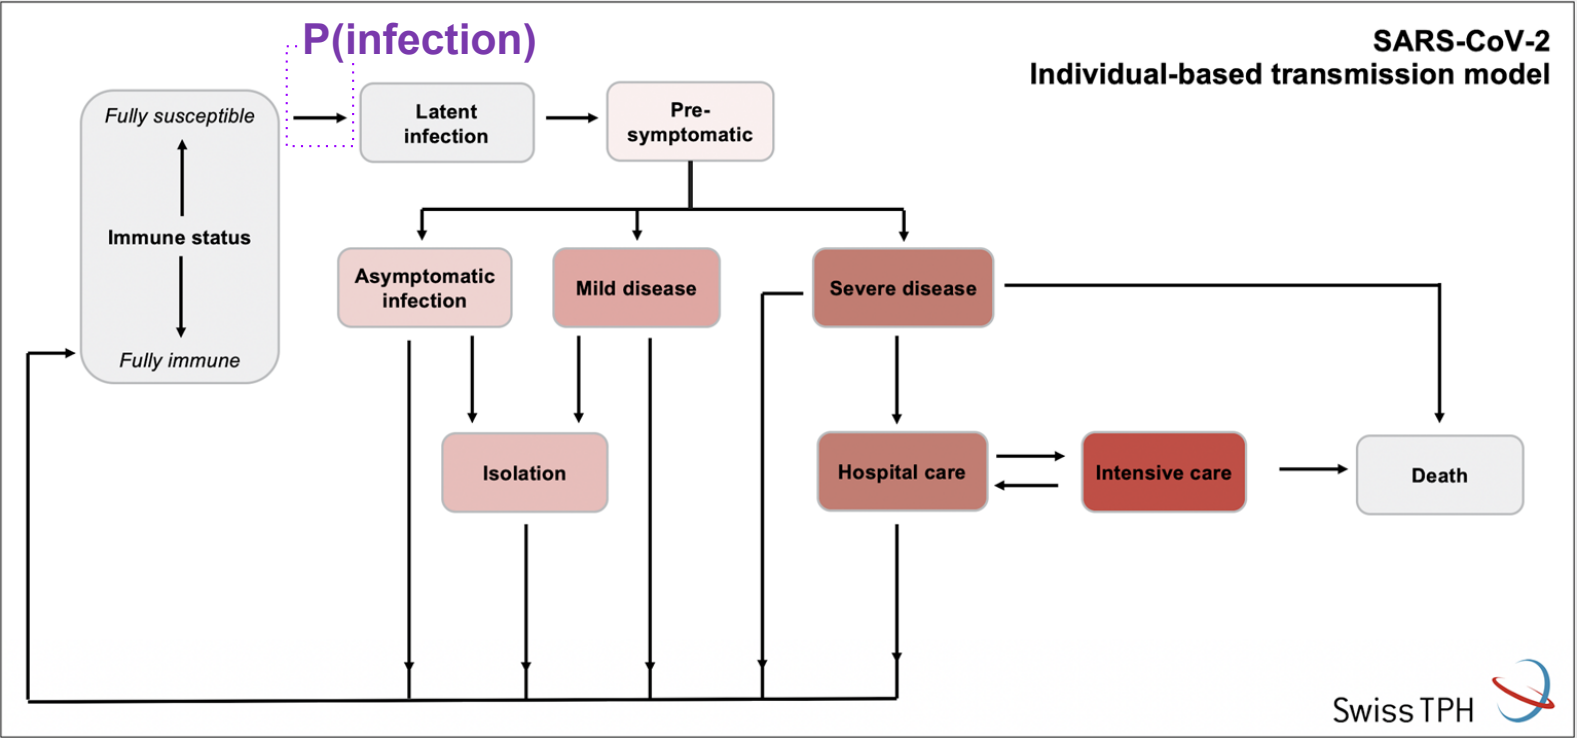 P(infection)
SARS-CoV-2
Individual-based transmission model
Fully susceptible
Immune status
Fully immune
Latent
infection
Pre-
symptomatic
Asymptomatic
infection
Mild disease
Severe disease
Isolation
Hospital care
Intensive care
Death
Swiss TPH